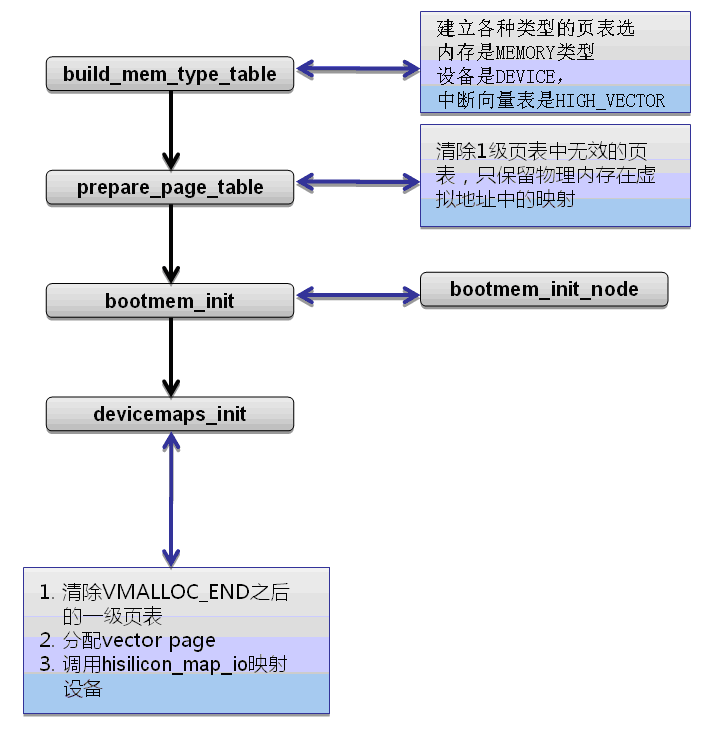 build_mem_type_table
建立各种类型的页表选
内存是MEMORY类型
设备是DEVICE,
中断向量表是HIGH_VECTOR
prepare_page_table
清除1级页表中无效的页
表，只保留物理内存在虚
拟地址中的映射
bootmem_init
bootmem_init_node
devicemaps_init
1. 清除VMALLOC_END之后
的一级页表
2. 分配vector page
3. 调用hisilicon_map_io映射
设备